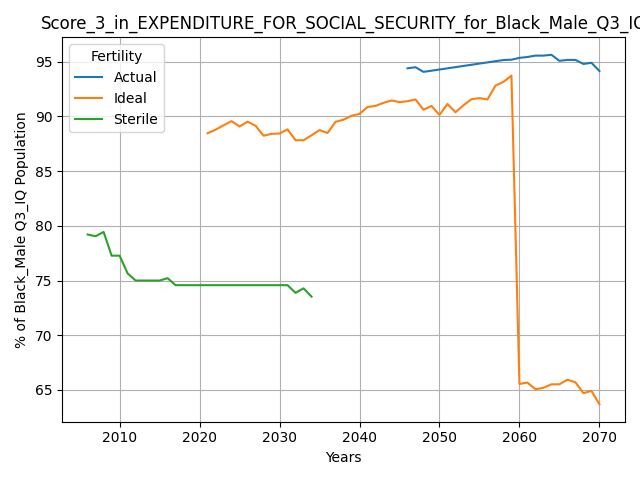 Score_3_in_EXPENDITURE_FOR_SOCIAL_SECURITY_for_Black_Male_Q3_IQ
Fertility
Actual
Ideal
Sterile
95
90
85
80
75
70
65
% of Black_Male Q3_IQ Population
2010 2020 2030 2040 2050 2060 2070
Years